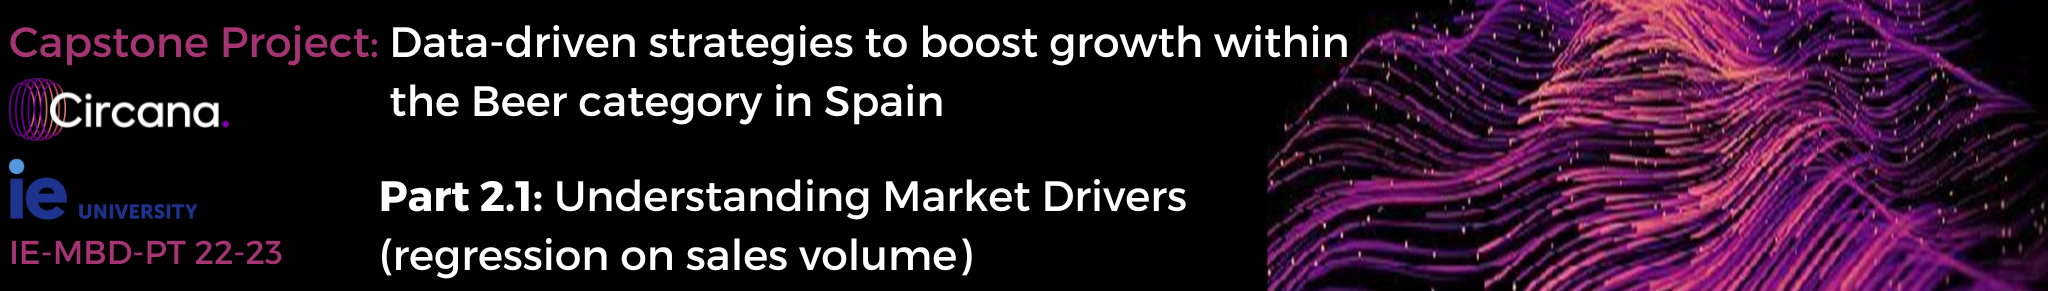 Capstone Project: Data-driven strategies to boost growth within
the Beer category in Spain
Circana.
ie UNIVERSITY
IE-MBD-PT 22-23
Part 2.1: Understanding Market Drivers
(regression on sales volume)